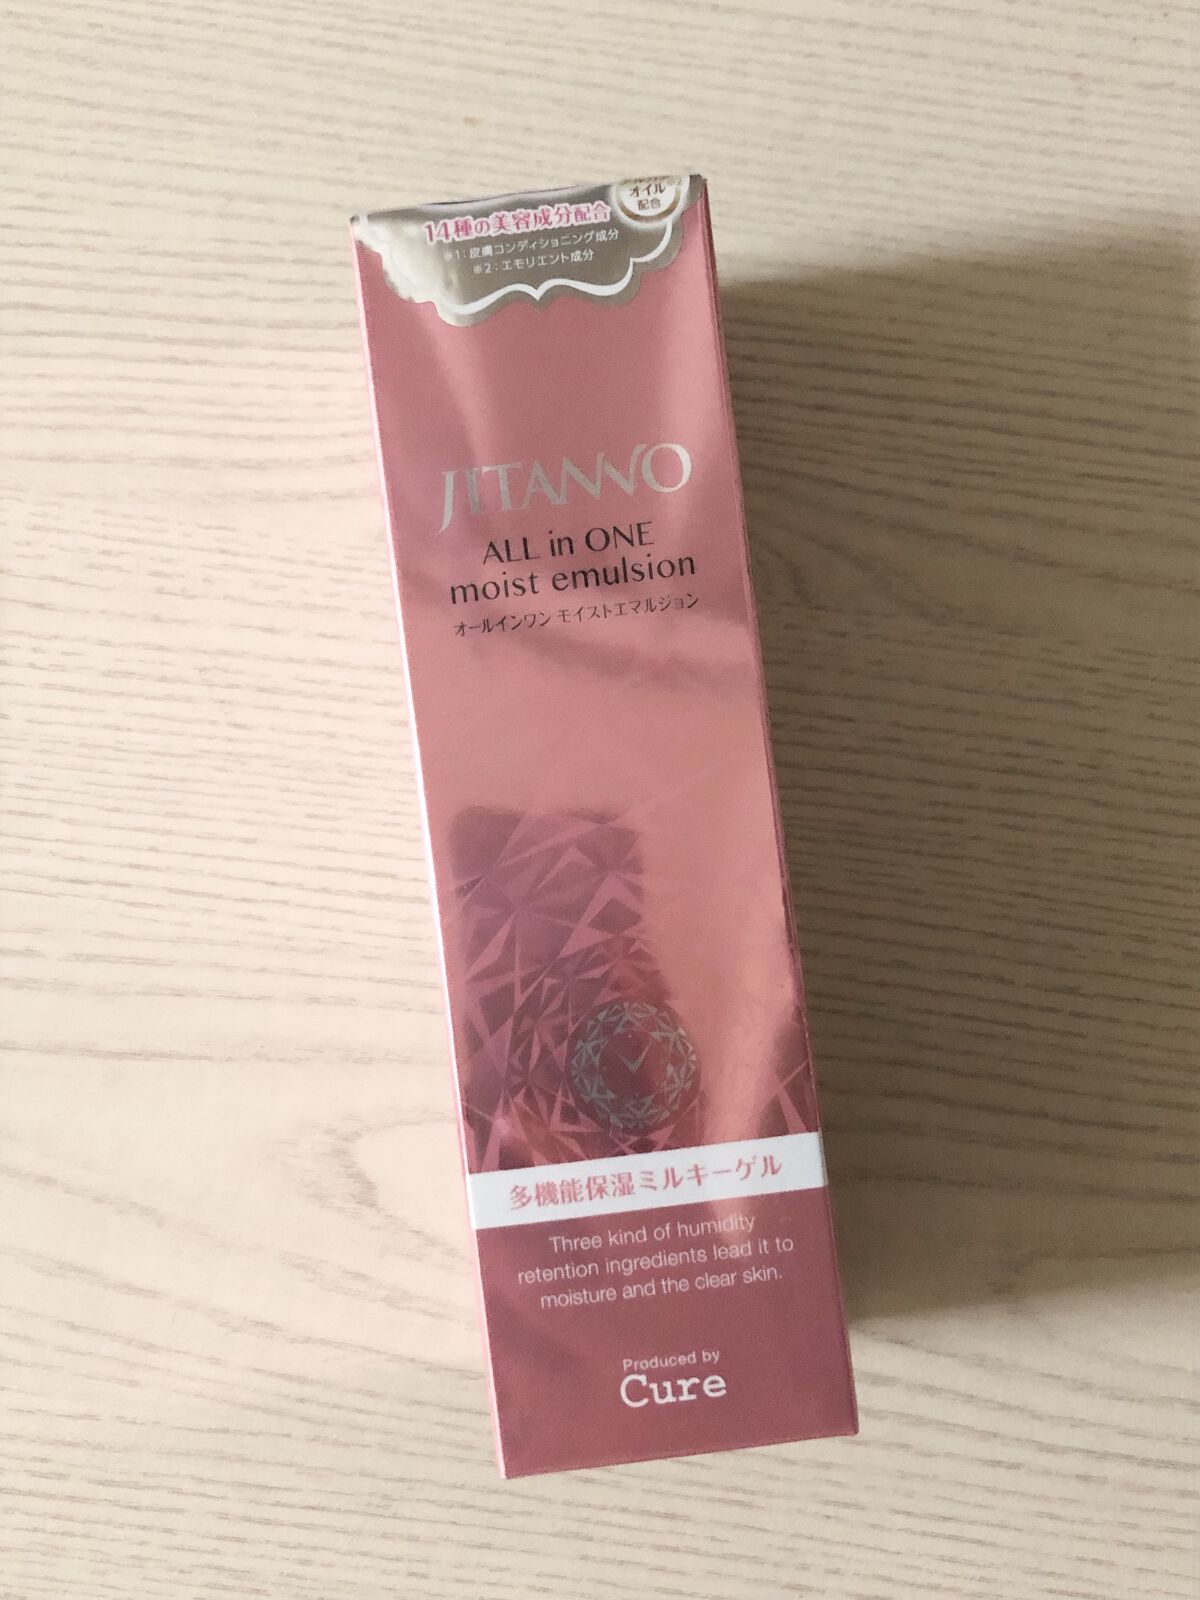 オイル※2
配合
14種の美容成分配合
※1：皮膚コンディショニング成分
※2：エモリエント成分
JITANNO
ALL in ONE
moist emulsion
オールインワン モイストエマルジョン
多機能保湿ミルキーゲル
Three kind of humidity
retention ingredients lead it to
moisture and the clear skin.
Produced by
Cure